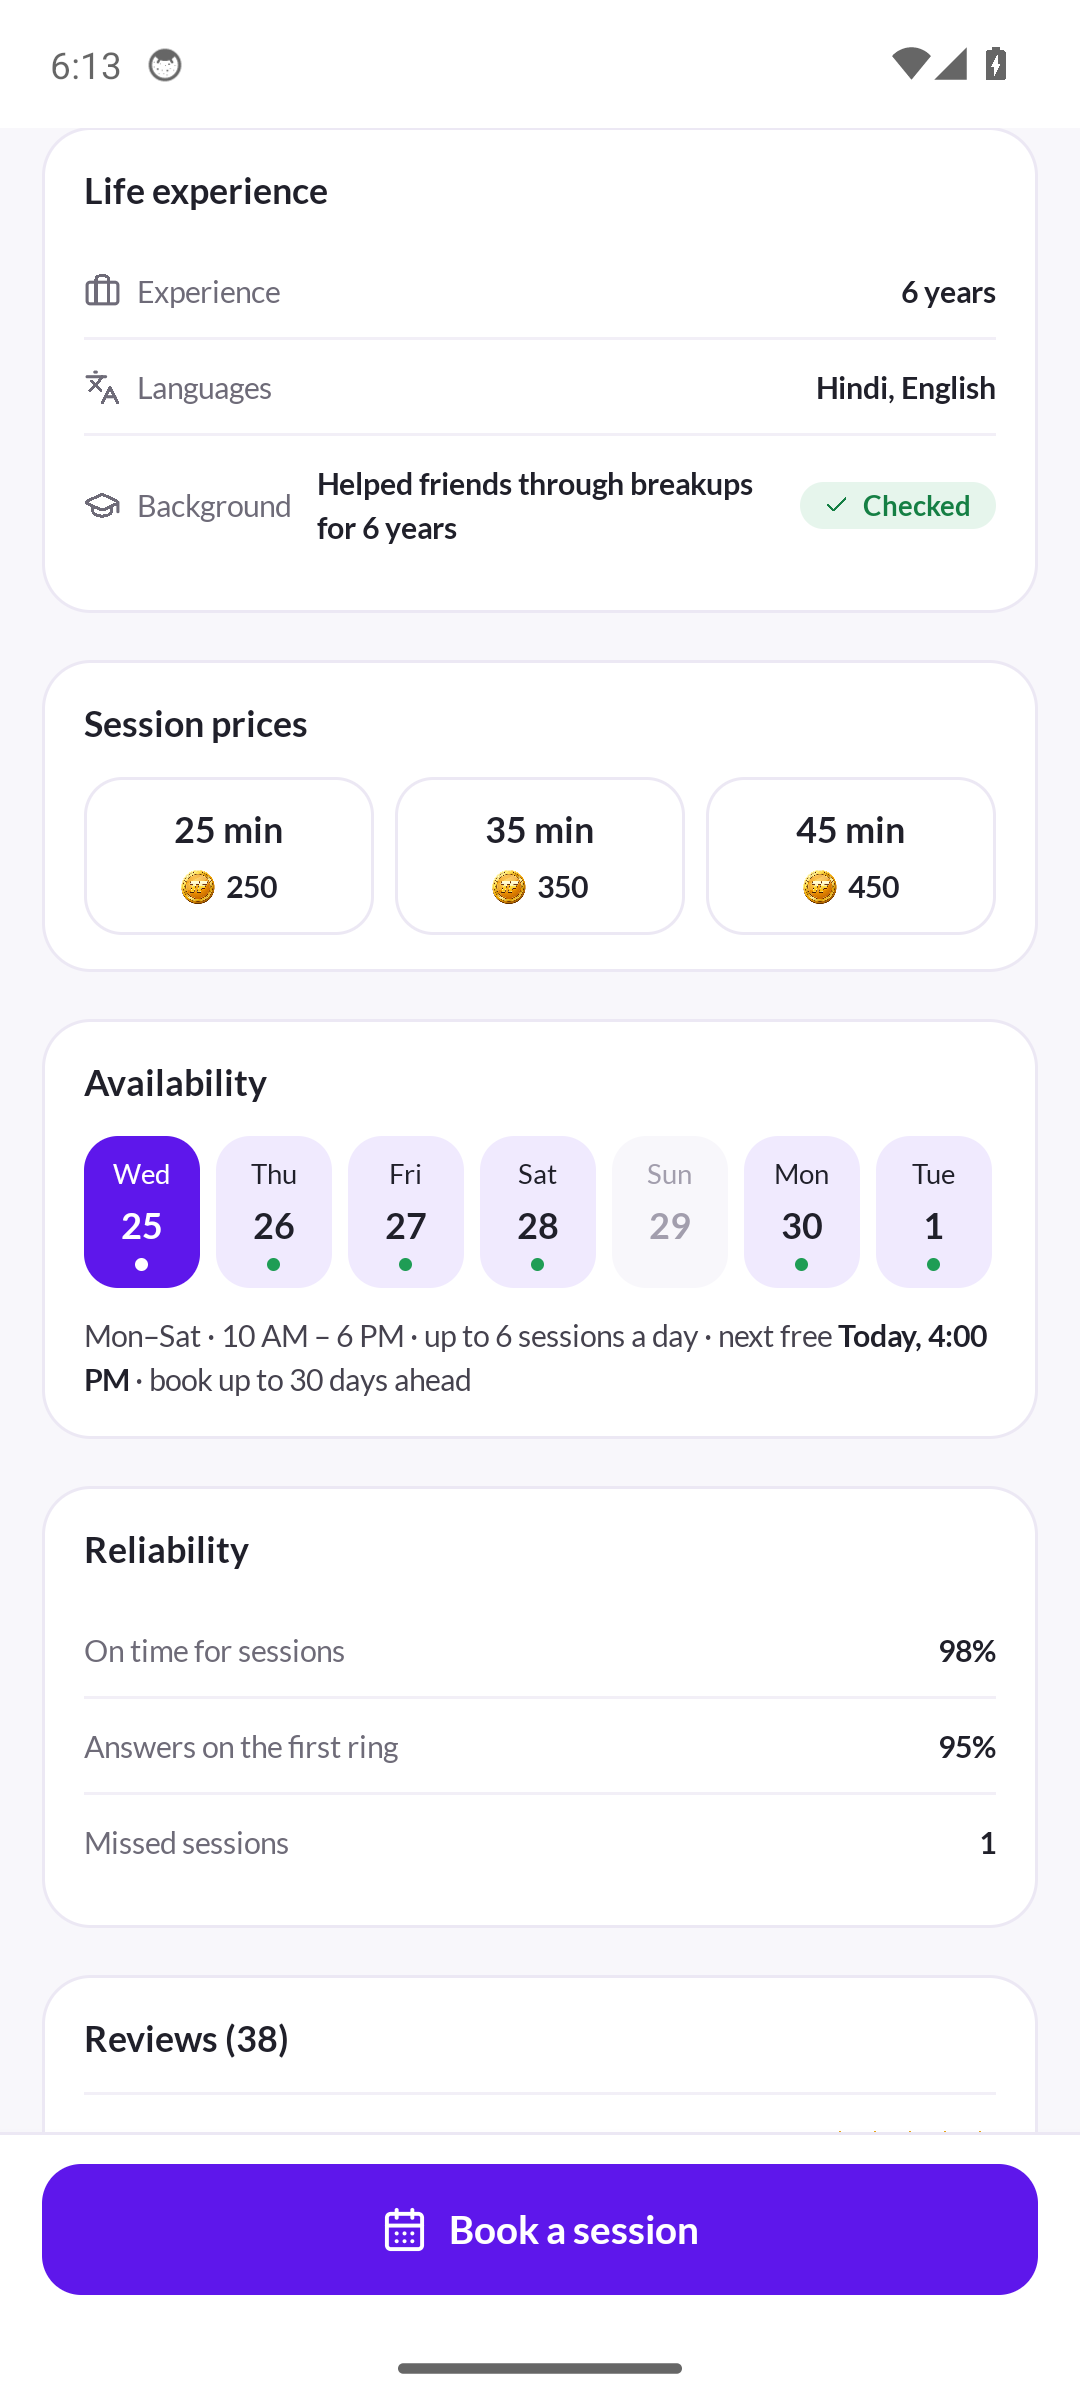 6:13
Life experience
Experience 6 years
Languages Hindi, English
Background Helped friends through breakups for 6 years Checked
Session prices
25 min 35 min 45 min
250 350 450
Availability
Wed Thu Fri Sat Sun Mon Tue
25 26 27 28 29 30 1
Mon–Sat · 10 AM – 6 PM · up to 6 sessions a day · next free Today, 4:00
PM · book up to 30 days ahead
Reliability
On time for sessions 98%
Answers on the first ring 95%
Missed sessions 1
Reviews (38)
Book a session